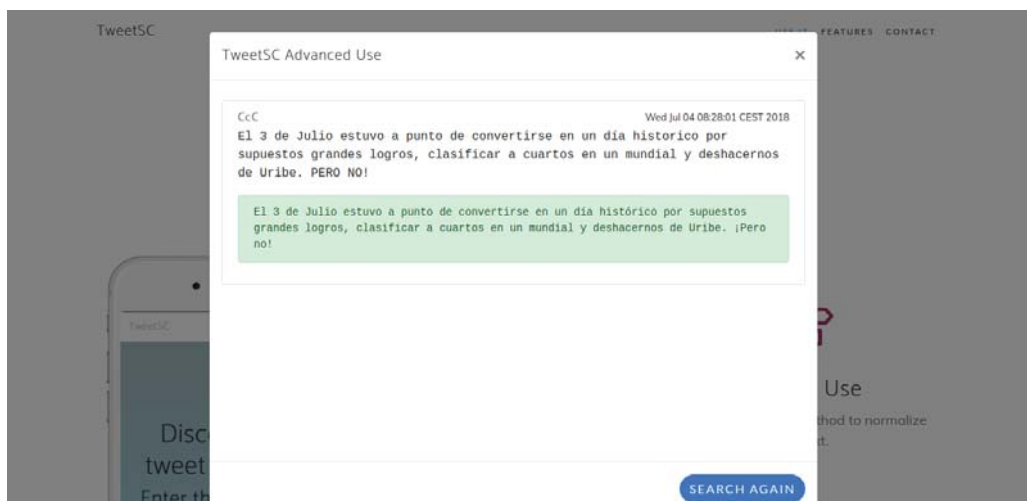 TweetSC
FEATURES CONTACT
TweetSC Advanced Use
×
CcC
Wed Jul 04 08:28:01 CEST 2018
El 3 de Julio estuvo a punto de convertirse en un día historico por
supuestos grandes logros, clasificar a cuartos en un mundial y deshacernos
de Uribe. PERO NO!
El 3 de Julio estuvo a punto de convertirse en un día histórico por supuestos
grandes logros, clasificar a cuartos en un mundial y deshacernos de Uribe. ¡Pero
no!
TweetSC
Use
thod to normalize
Disc
tweet
Enter th
SEARCH AGAIN